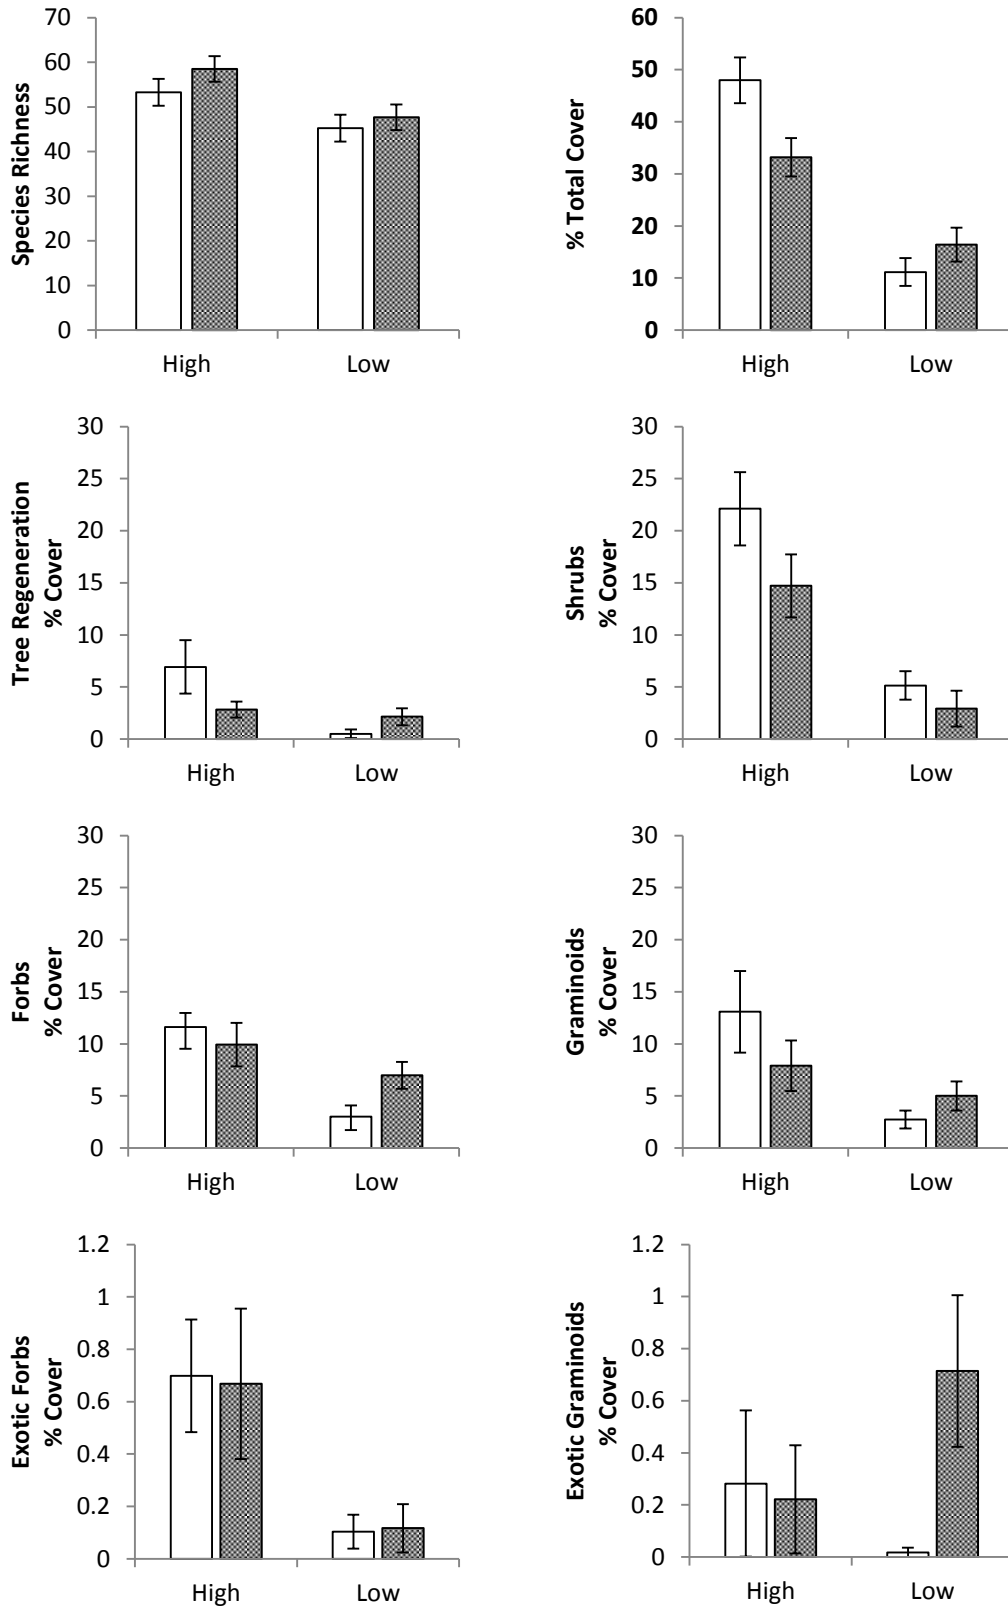 Species Richness
70
60
50
40
30
20
10
0
High Low
% Total Cover
60
50
40
30
20
10
0
High Low
Tree Regeneration
% Cover
30
25
20
15
10
5
0
High Low
Shrubs
% Cover
30
25
20
15
10
5
0
High Low
Forbs
% Cover
30
25
20
15
10
5
0
High Low
Graminoids
% Cover
30
25
20
15
10
5
0
High Low
Exotic Forbs
% Cover
1.2
1
0.8
0.6
0.4
0.2
0
High Low
Exotic Graminoids
% Cover
1.2
1
0.8
0.6
0.4
0.2
0
High Low